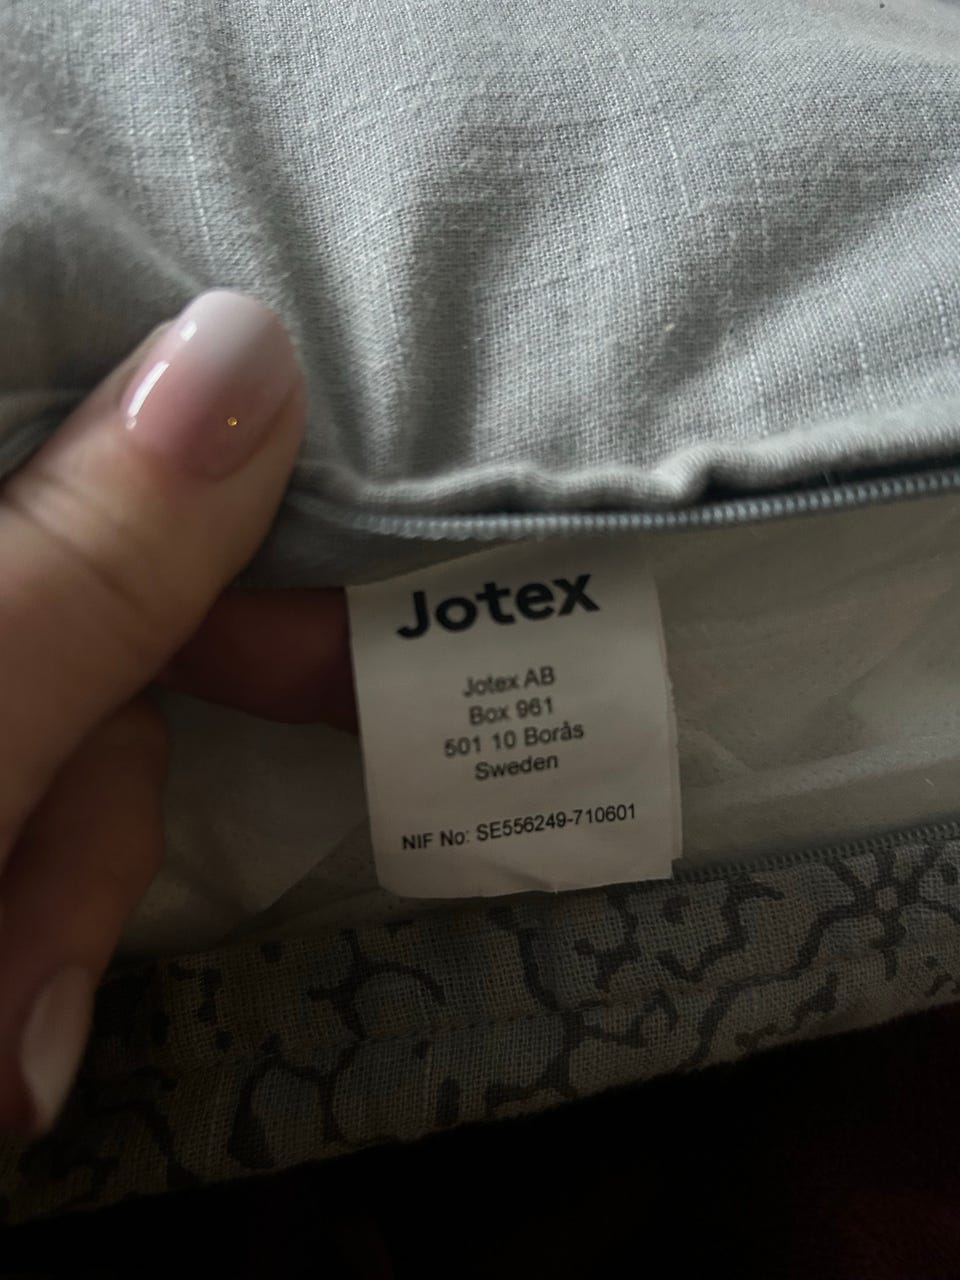 Jotex
Jotex AB
Box 961
501 10 Borås
Sweden
NIF No: SE556249-710601